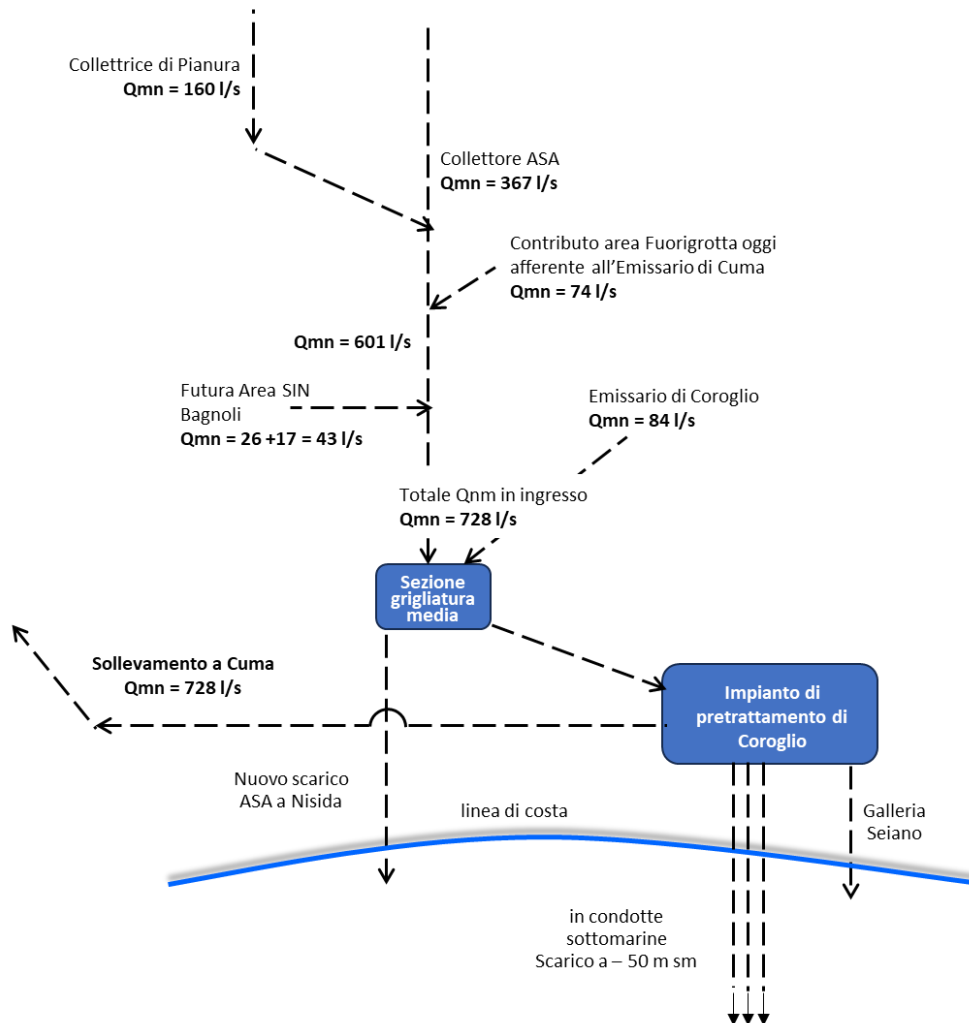 Collettrice di Pianura
Qmn = 160 l/s
Collettore ASA
Qmn = 367 l/s
Contributo area Fuorigrotta oggi
afferente all’Emissario di Cuma
Qmn = 74 l/s
Qmn = 601 l/s
Futura Area SIN
Bagnoli
Qmn = 26 +17 = 43 l/s
Emissario di Coroglio
Qmn = 84 l/s
Totale Qnm in ingresso
Qmn = 728 l/s
Sezione
grigliatura
media
Sollevamento a Cuma
Qmn = 728 l/s
Impianto di
pretrattamento di
Coroglio
Nuovo scarico
ASA a Nisida
linea di costa
Galleria
Seiano
in condotte
sottomarine
Scarico a – 50 m sm